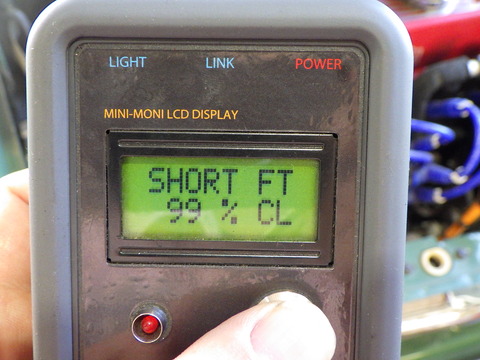 LIGHT LINK POWER
MINI-MONI LCD DISPLAY
SHORT FT
99 % CL